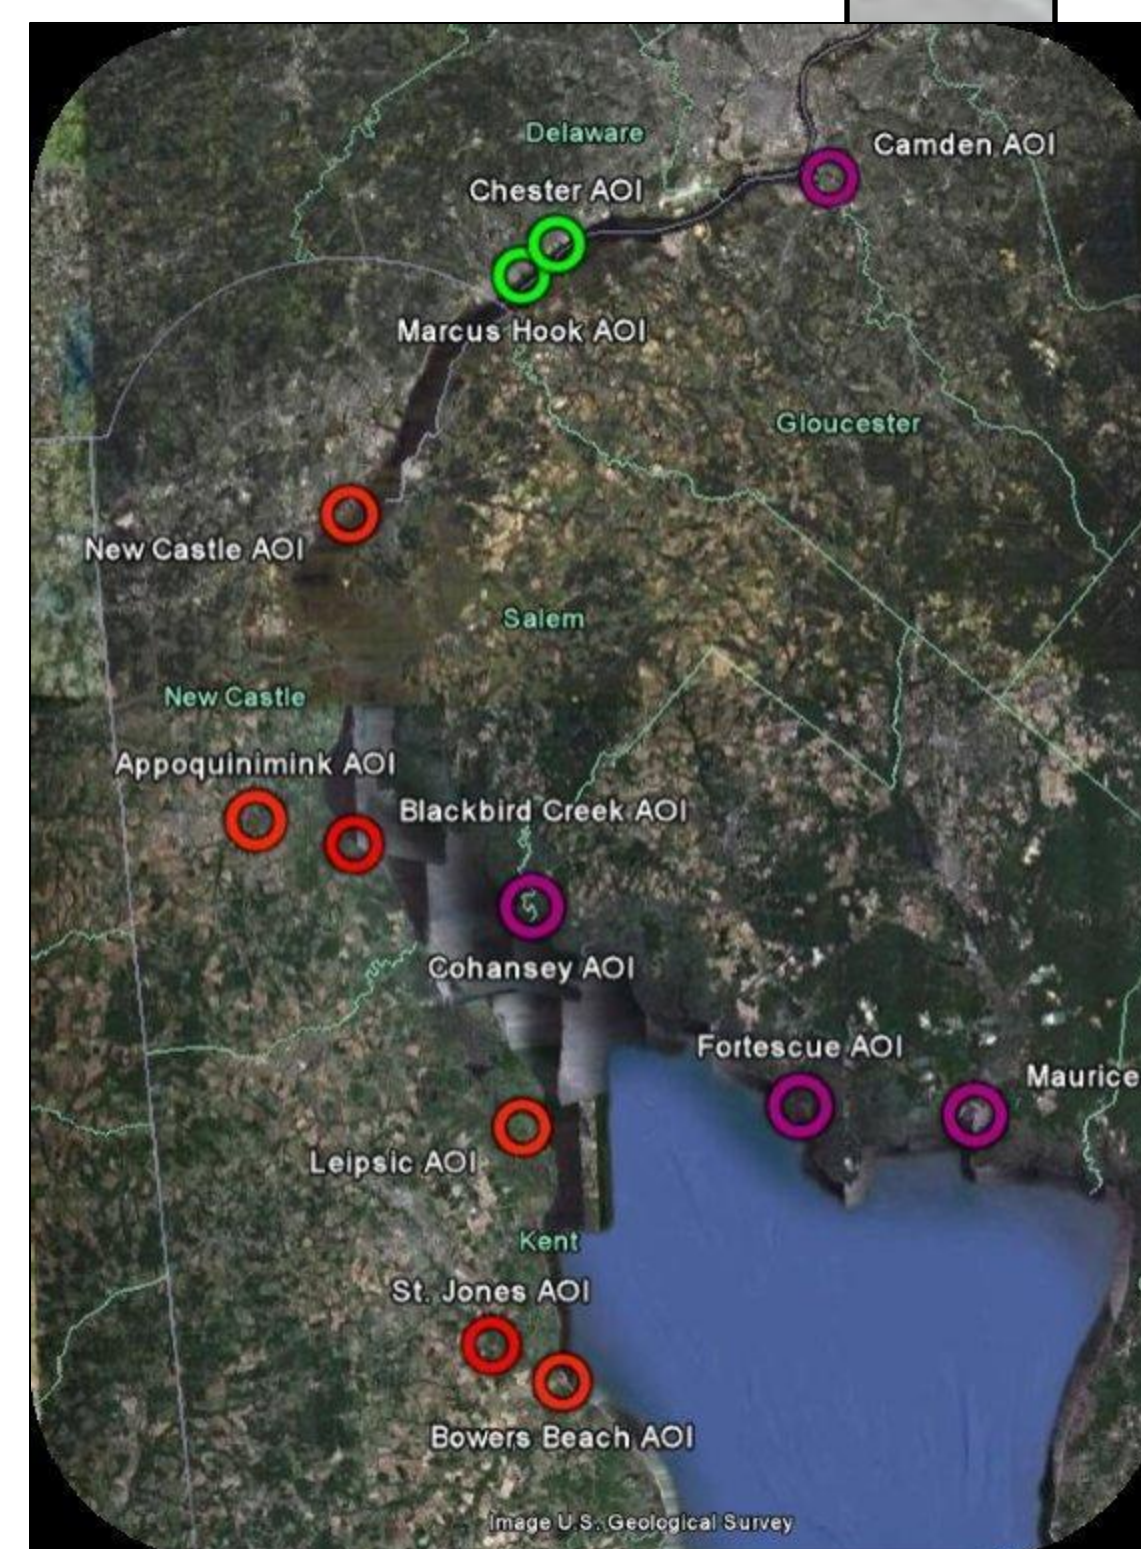 Delaware
Camden AOI
Chester AOI
Marcus Hook AOI
Gloucester
New Castle AOI
Salem
New Castle
Appoquinimink AOI
Blackbird Creek AOI
Cohansey AOI
Fortescue AOI
Maurice
Leipsic AOI
Kent
St. Jones AOI
Bowers Beach AOI
Image U.S. Geological Survey